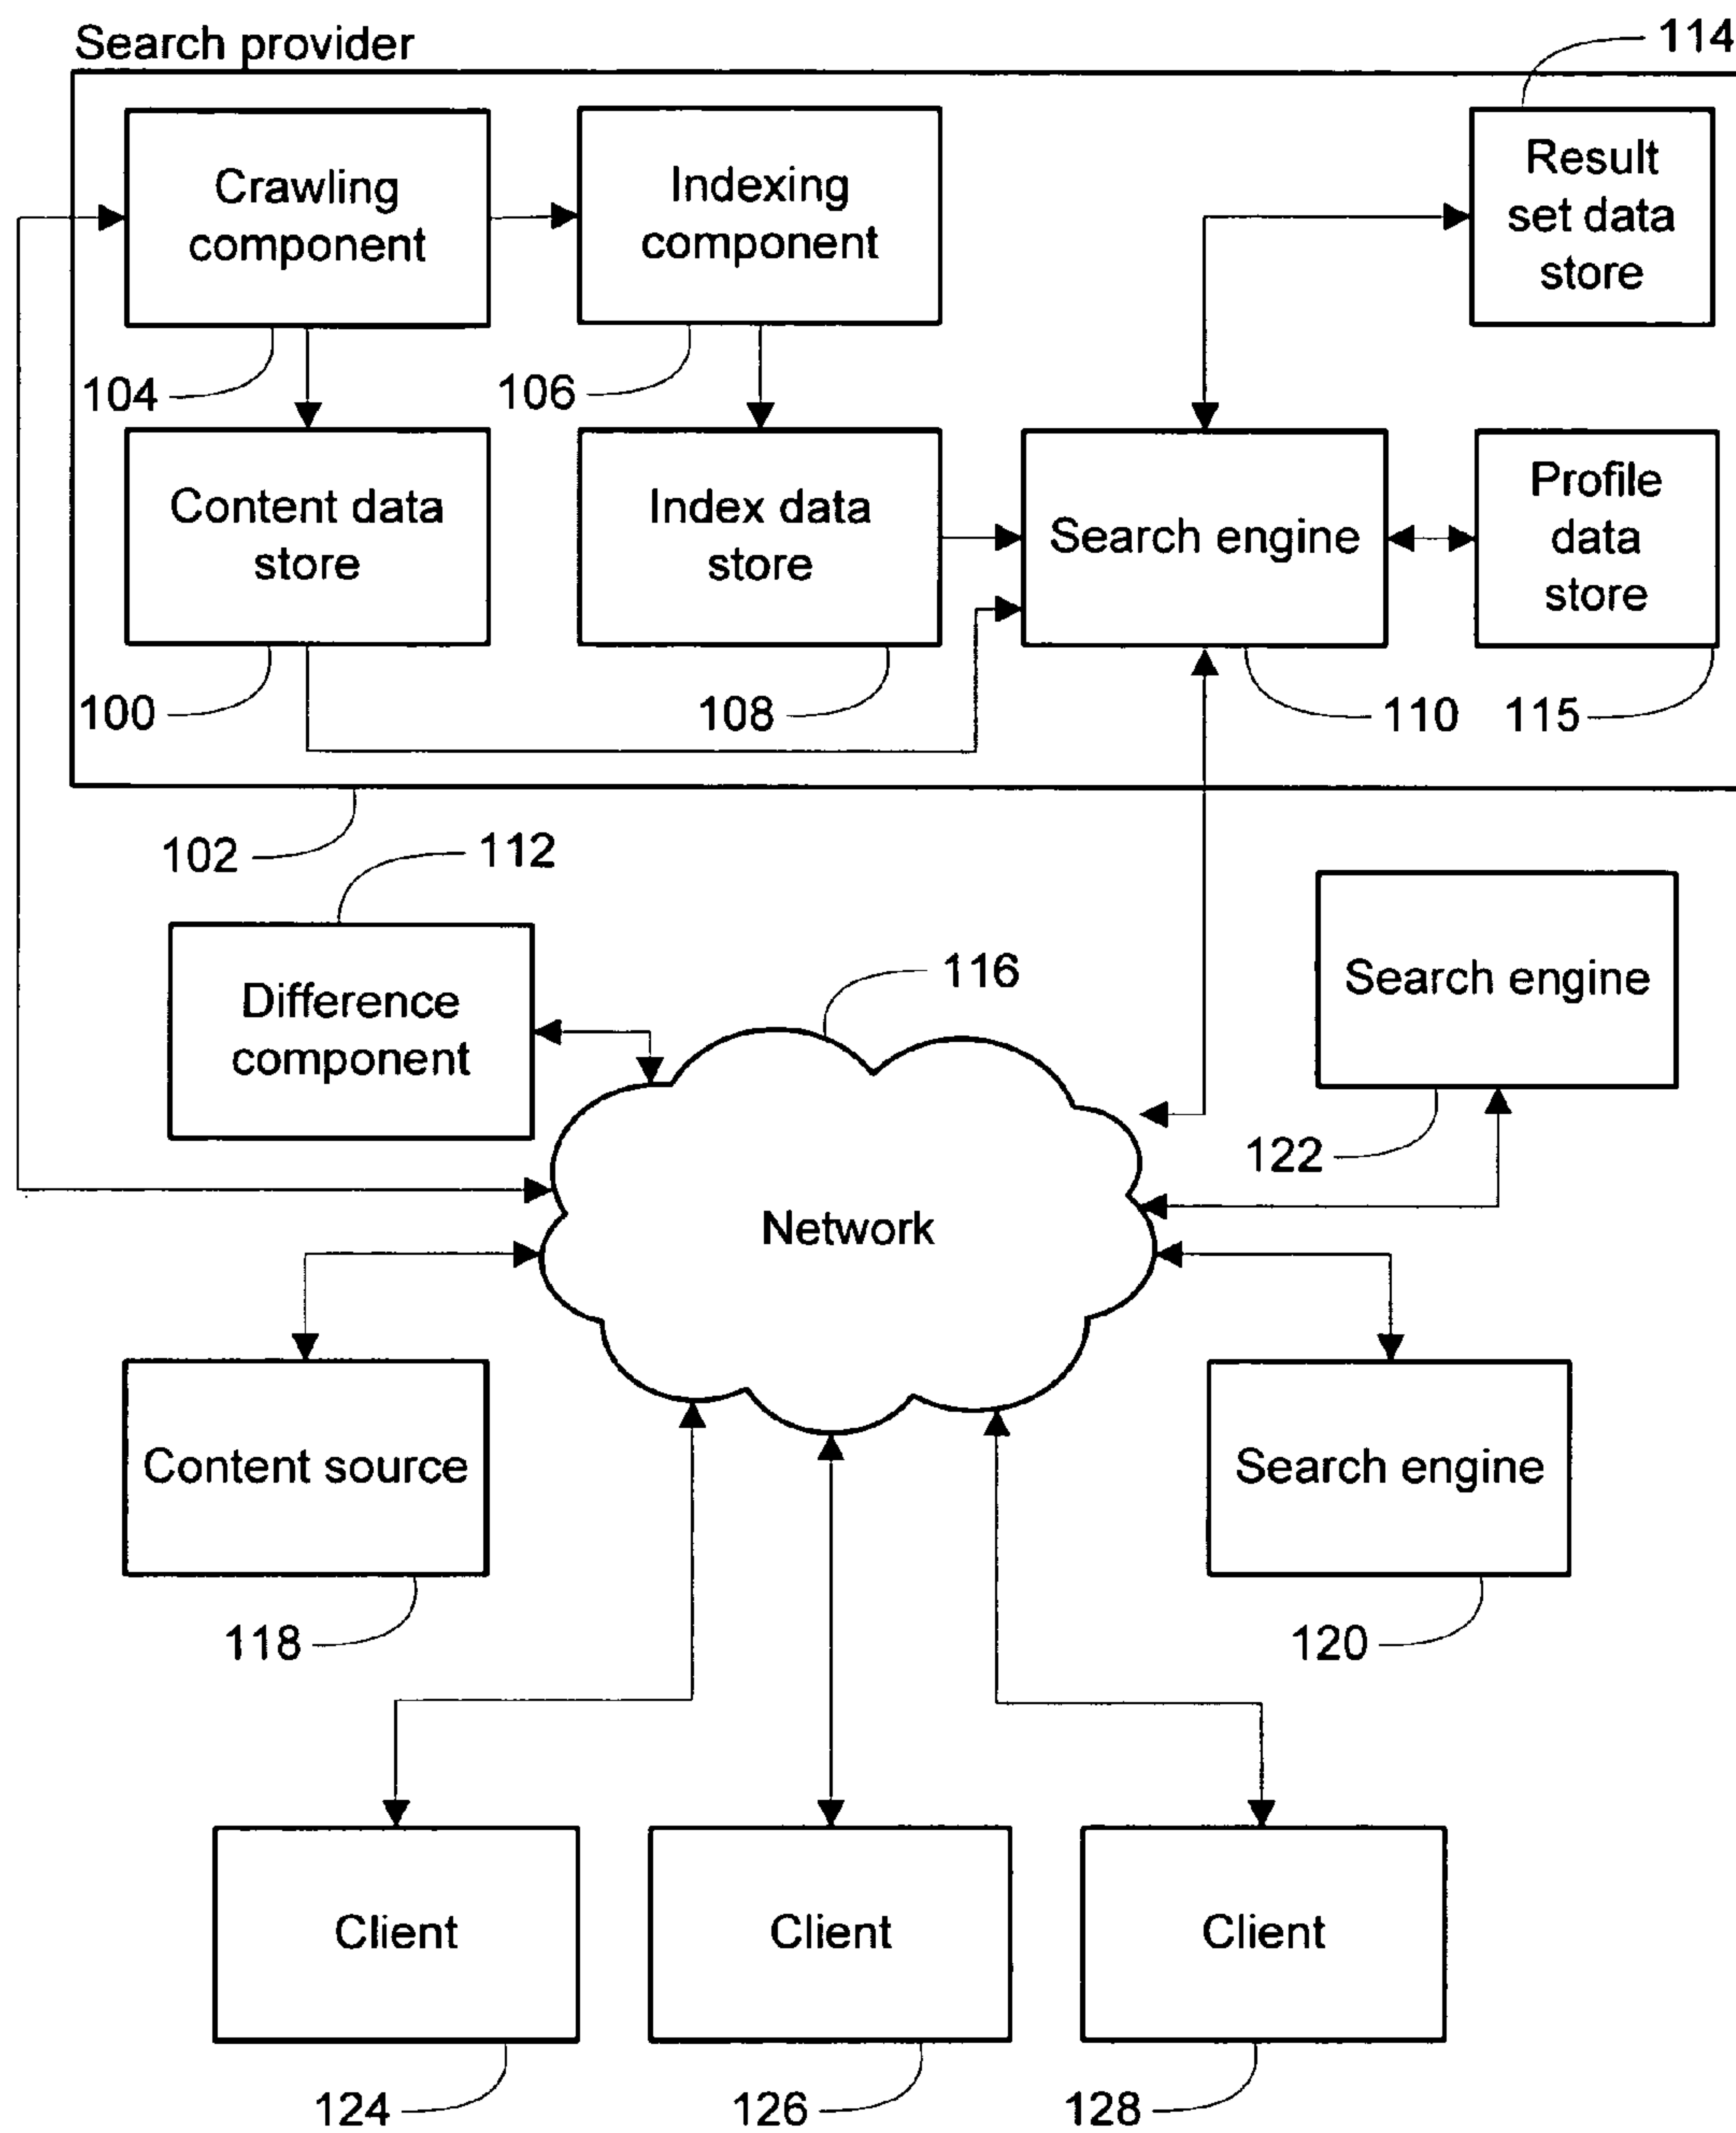 Search provider
114
Crawling
component
Indexing
component
Result
set data
store
104
106
Content data
store
Index data
store
Search engine
Profile
data
store
100
108
110
115
102
112
Difference
component
116
Search engine
122
Network
Content source
Search engine
118
120
Client
Client
Client
124
126
128